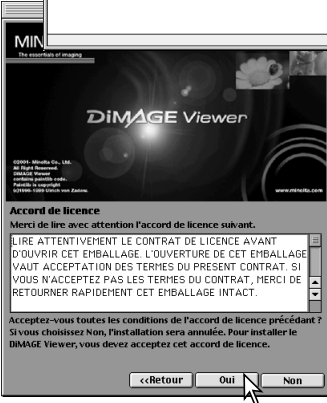 MIN
The essentials of imaging
DiMAGE Viewer
©2001- Minolta Co., Ltd.
All Right Reserved.
DiMAGE Viewer
contains paintlib code.
Paintlib is copyright
(c)1996-1998 Ulrich von Zadow.
www.minolta.com
Accord de licence
Merci de lire avec attention l'accord de licence suivant.
LIRE ATTENTIVEMENT LE CONTRAT DE LICENCE AVANT
D'OUVRIR CET EMBALLAGE. L'OUVERTURE DE CET EMBALLAGE
VAUT ACCEPTATION DES TERMES DU PRESENT CONTRAT. SI
VOUS N'ACCEPTEZ PAS LES TERMES DU CONTRAT, MERCI DE
RETOURNER RAPIDEMENT CET EMBALLAGE INTACT.
Acceptez-vous toutes les conditions de l'accord de licence précédant ?
Si vous choisissez Non, l'installation sera annulée. Pour installer le
DiMAGE Viewer, vous devez acceptez cet accord de licence.
<<Retour Oui Non